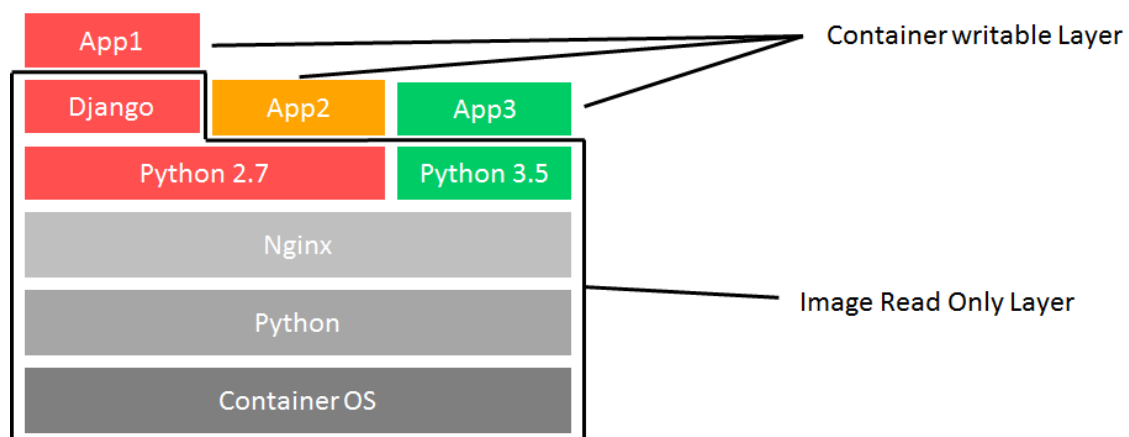 App1
Container writable Layer
Django
App2
App3
Python 2.7
Python 3.5
Nginx
Image Read Only Layer
Python
Container OS